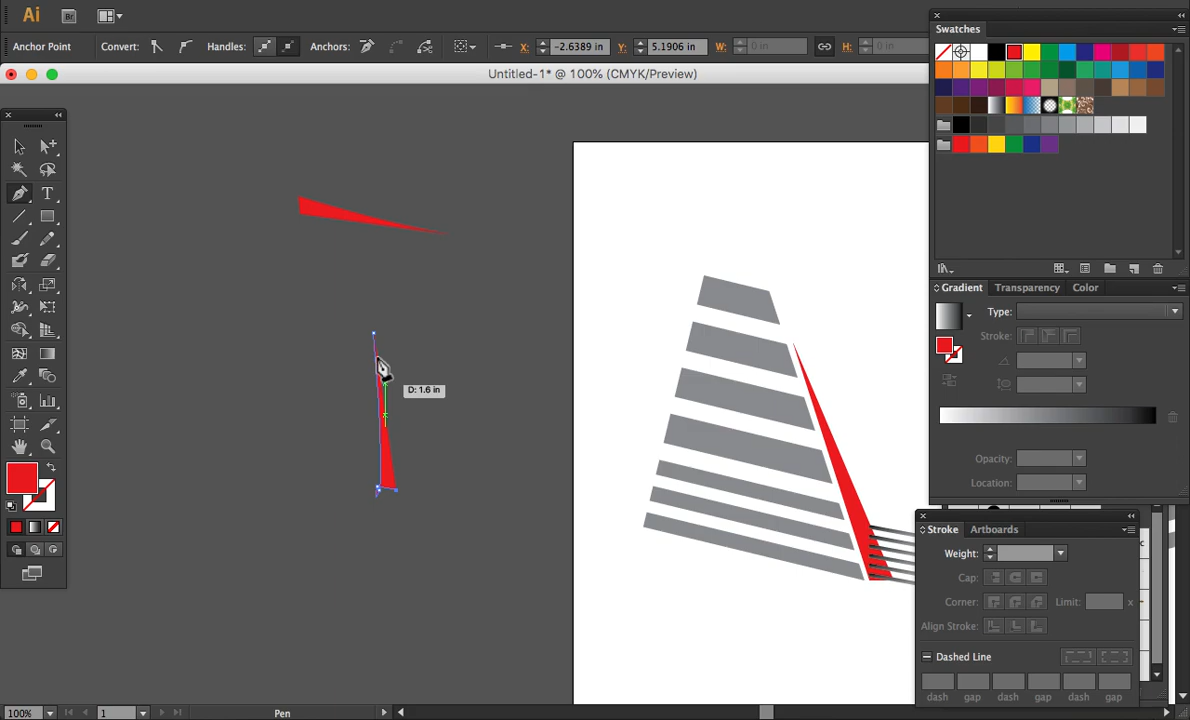 Ai Br
Anchor Point Convert: Handles: Anchors: X: -2.6389 in Y: 5.1906 in W: 0 in H: 0 in
Untitled-1* @ 100% (CMYK/Preview)
Swatches
T
D: 1.6 in
Gradient Transparency Color
Type:
Stroke:
Opacity:
Location:
Stroke Artboards
Weight:
Cap:
Corner: Limit: x
Align Stroke:
Dashed Line
dash gap dash gap dash gap
100% 1 Pen